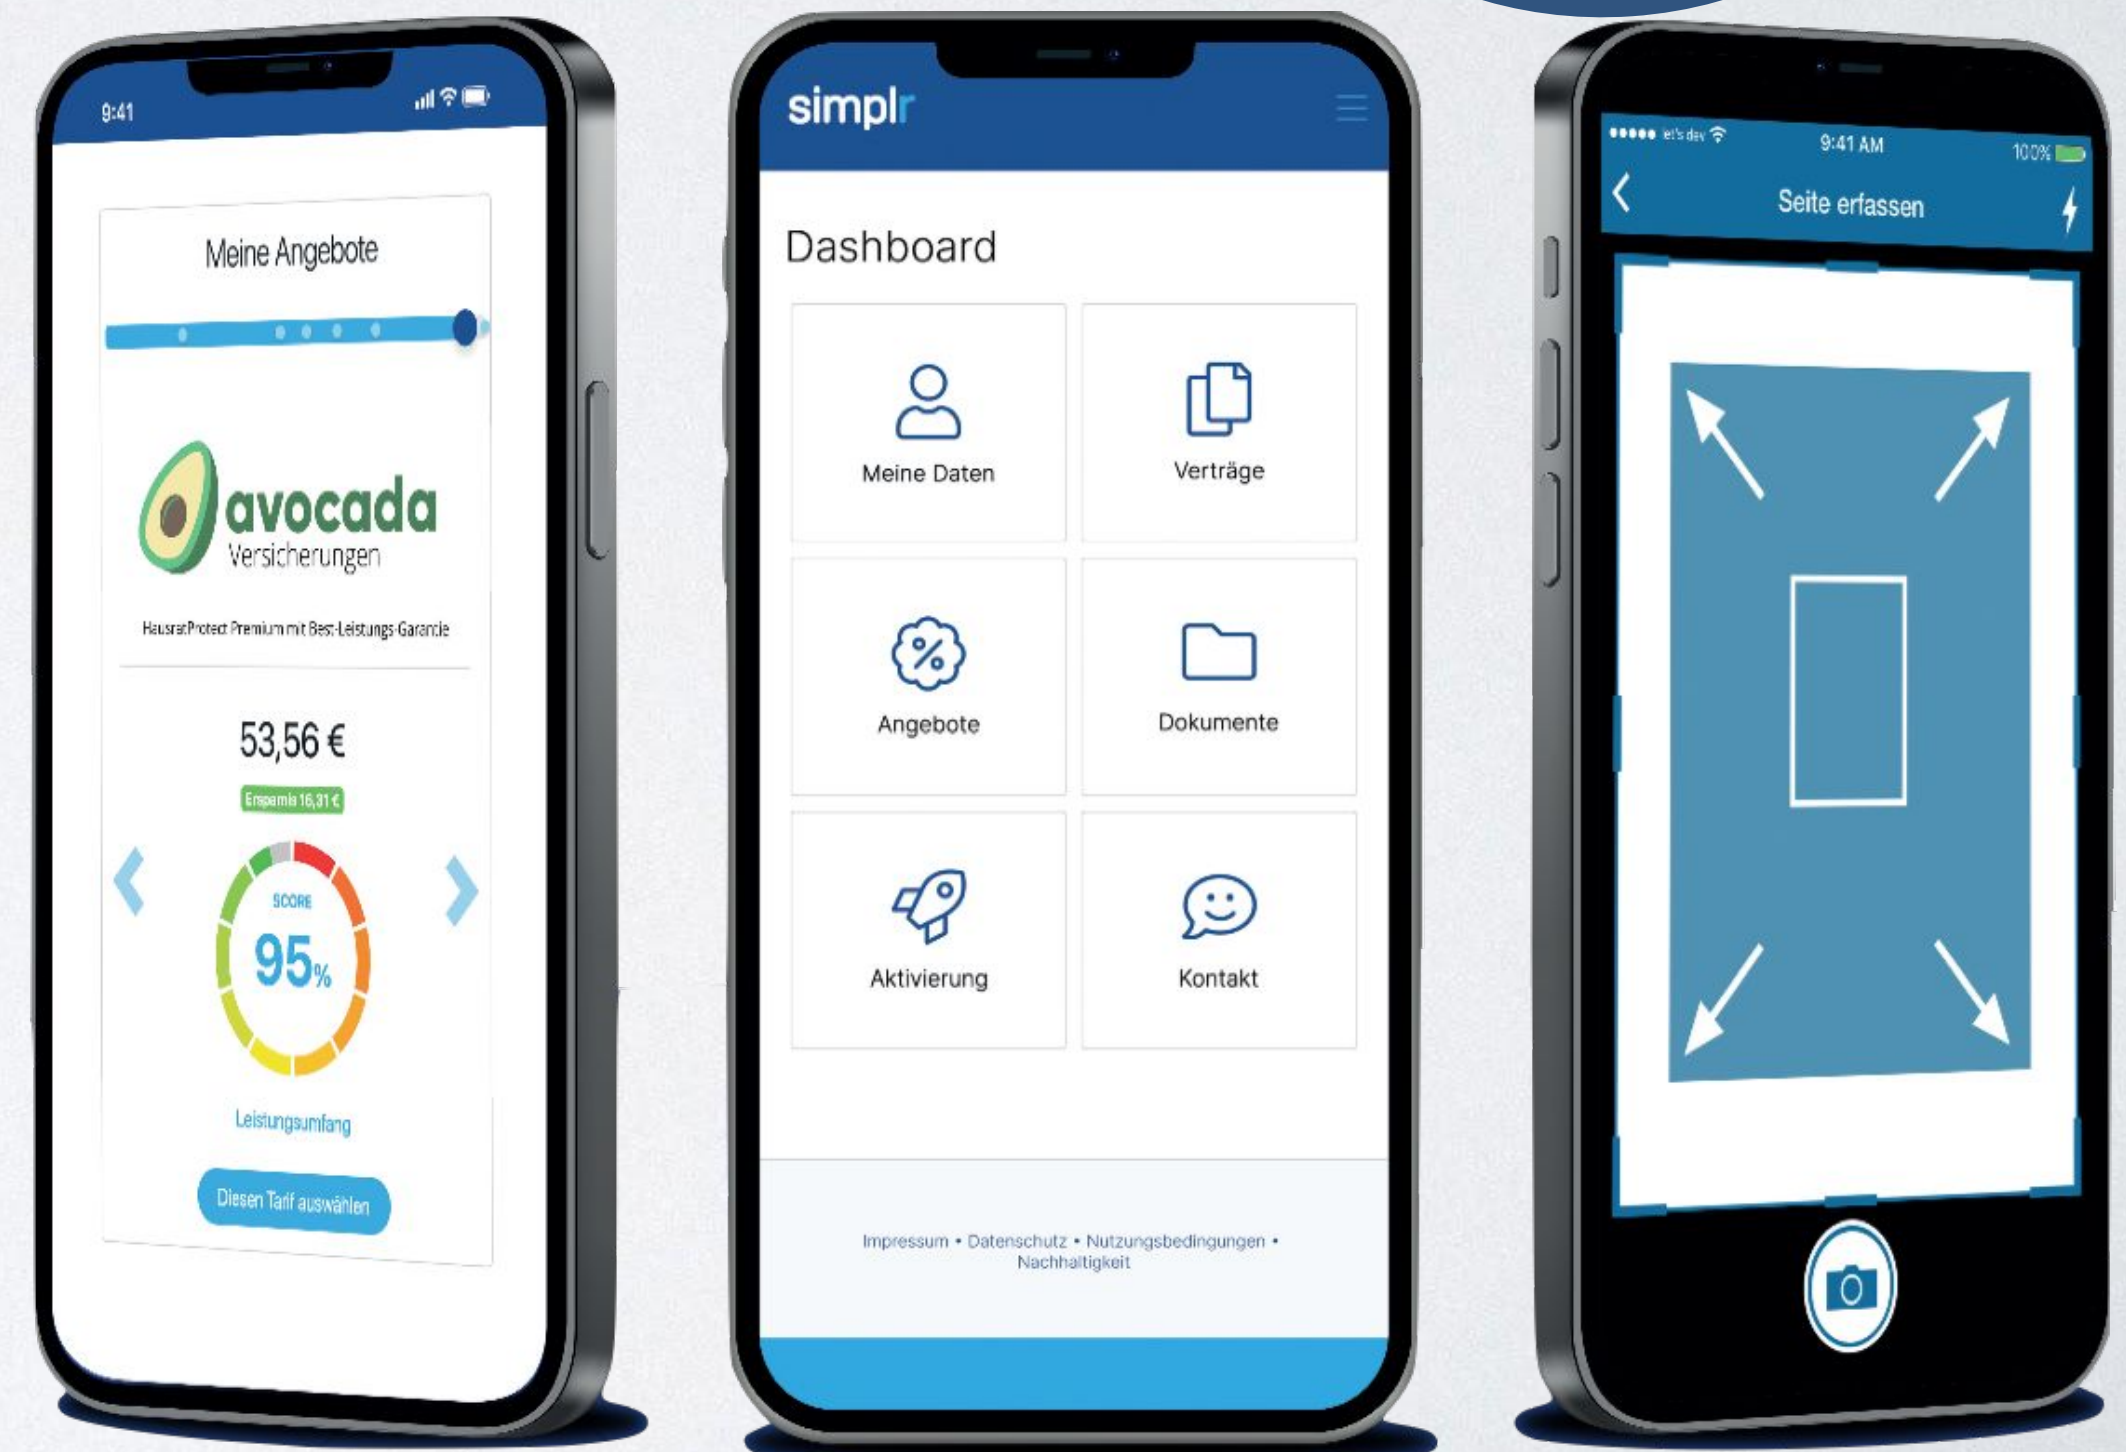 9:41
Meine Angebote
avocada
Versicherungen
HausratProtect Premium mit Best-Leistungs-Garantie
53,56 €
Ersparnis 16,31 €
SCORE
95%
Leistungsumfang
Diesen Tarif auswählen
simplr
Dashboard
Meine Daten
Verträge
Angebote
Dokumente
Aktivierung
Kontakt
Impressum • Datenschutz • Nutzungsbedingungen •
Nachhaltigkeit
let's dev
9:41 AM
100%
Seite erfassen